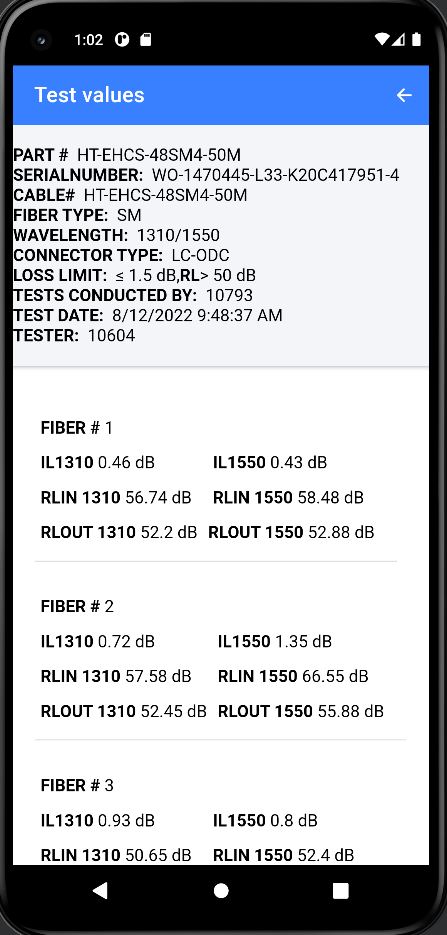 1:02
Test values
PART # HT-EHCS-48SM4-50M
SERIALNUMBER: WO-1470445-L33-K20C417951-4
CABLE# HT-EHCS-48SM4-50M
FIBER TYPE: SM
WAVELENGTH: 1310/1550
CONNECTOR TYPE: LC-ODC
LOSS LIMIT: ≤ 1.5 dB,RL> 50 dB
TESTS CONDUCTED BY: 10793
TEST DATE: 8/12/2022 9:48:37 AM
TESTER: 10604
FIBER # 1
IL1310 0.46 dB IL1550 0.43 dB
RLIN 1310 56.74 dB RLIN 1550 58.48 dB
RLOUT 1310 52.2 dB RLOUT 1550 52.88 dB
FIBER # 2
IL1310 0.72 dB IL1550 1.35 dB
RLIN 1310 57.58 dB RLIN 1550 66.55 dB
RLOUT 1310 52.45 dB RLOUT 1550 55.88 dB
FIBER # 3
IL1310 0.93 dB IL1550 0.8 dB
RLIN 1310 50.65 dB RLIN 1550 52.4 dB